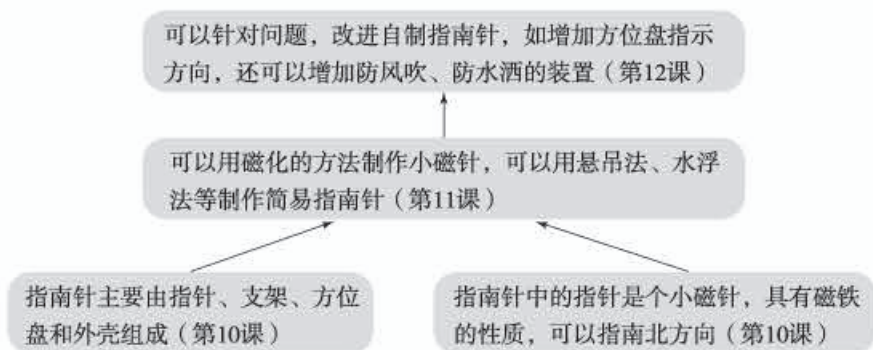 可以针对问题，改进自制指南针，如增加方位盘指示
方向，还可以增加防风吹、防水洒的装置（第12课）
可以用磁化的方法制作小磁针，可以用悬吊法、水浮
法等制作简易指南针（第11课）
指南针主要由指针、支架、方位
盘和外壳组成（第10课）
指南针中的指针是个小磁针，具有磁铁
的性质，可以指南北方向（第10课）